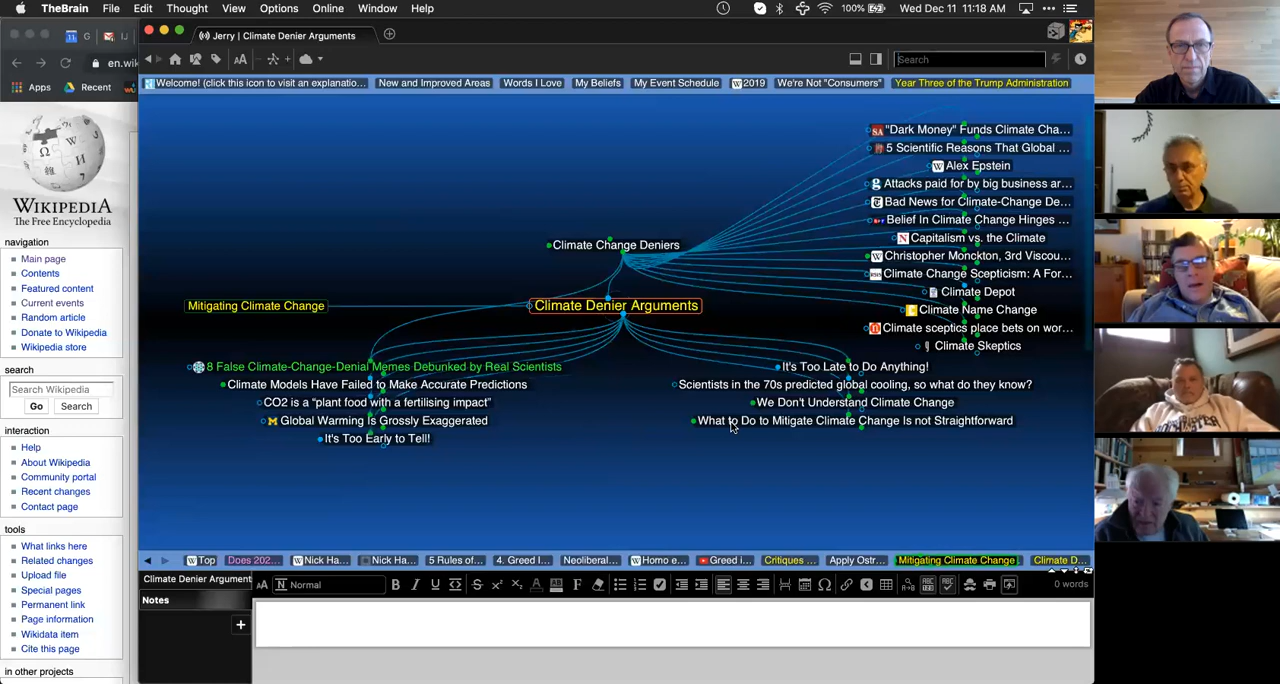 TheBrain File Edit Thought View Options Online Window Help 100% Wed Dec 11 11:18 AM
Jerry | Climate Denier Arguments
en.wik
Apps Recent
Search
Welcome! (click this icon to visit an explanatio... New and Improved Areas Words I Love My Beliefs My Event Schedule 2019 We're Not "Consumers" Year Three of the Trump Administration
WIKIPEDIA
The Free Encyclopedia
navigation
Main page
Contents
Featured content
Current events
Random article
Donate to Wikipedia
Wikipedia store
search
Search Wikipedia
Go Search
interaction
Help
About Wikipedia
Community portal
Recent changes
Contact page
tools
What links here
Related changes
Upload file
Special pages
Permanent link
Page information
Wikidata item
Cite this page
in other projects
"Dark Money" Funds Climate Cha...
5 Scientific Reasons That Global ...
Alex Epstein
Attacks paid for by big business ar...
Bad News for Climate-Change De...
Belief In Climate Change Hinges ...
Capitalism vs. the Climate
Christopher Monckton, 3rd Viscou...
Climate Change Scepticism: A For...
Climate Depot
Climate Name Change
Climate sceptics place bets on wor...
Climate Skeptics
Climate Change Deniers
Mitigating Climate Change
Climate Denier Arguments
8 False Climate-Change-Denial Memes Debunked by Real Scientists
Climate Models Have Failed to Make Accurate Predictions
CO2 is a "plant food with a fertilising impact"
Global Warming Is Grossly Exaggerated
It's Too Early to Tell!
It's Too Late to Do Anything!
Scientists in the 70s predicted global cooling, so what do they know?
We Don't Understand Climate Change
What to Do to Mitigate Climate Change Is not Straightforward
Top Does 202... Nick Ha... Nick Ha... 5 Rules of... 4. Greed I... Neoliberal... Homo e... Greed i... Critiques ... Apply Ostr... Mitigating Climate Change Climate D...
Climate Denier Argument
Normal
0 words
Notes